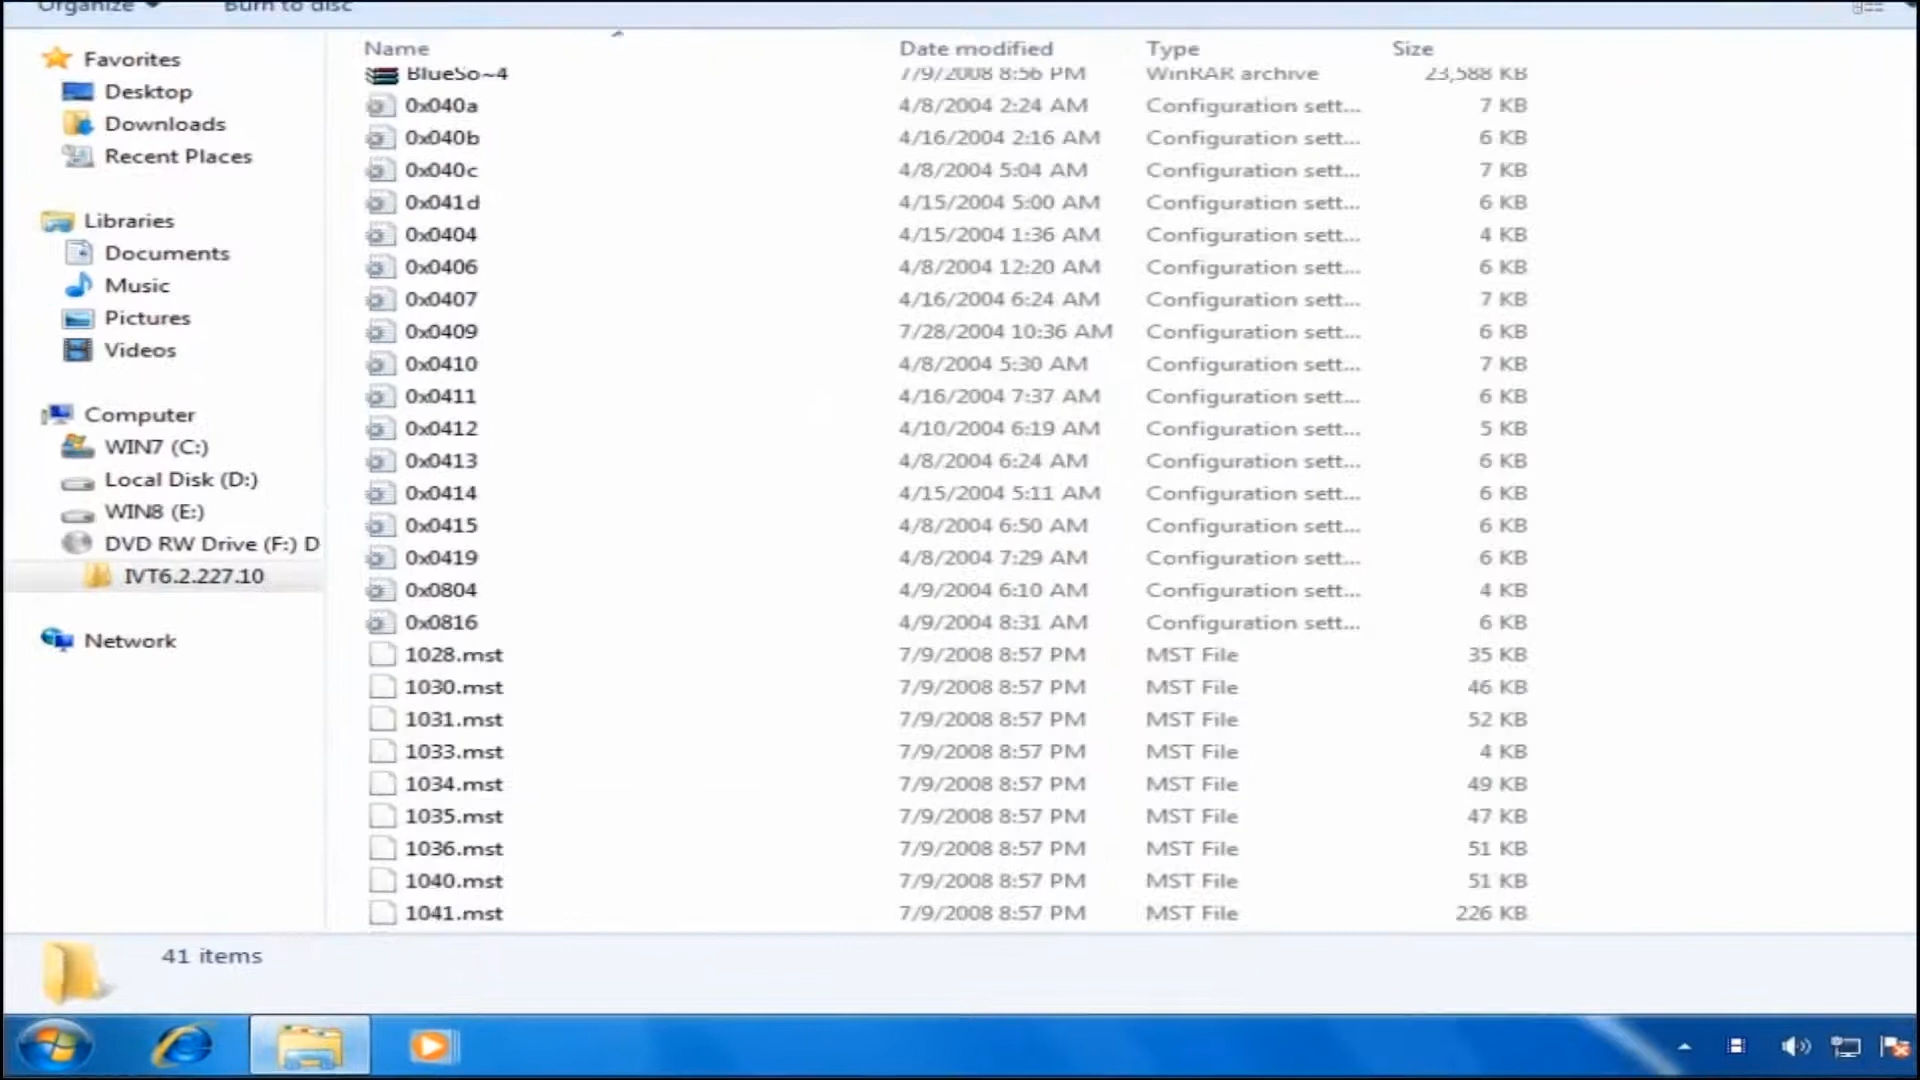 Organize Burn to disc
Name Date modified Type Size
Favorites
Desktop
Downloads
Recent Places
Libraries
Documents
Music
Pictures
Videos
Computer
WIN7 (C:)
Local Disk (D:)
WIN8 (E:)
DVD RW Drive (F:) D
IVT6.2.227.10
Network
BlueSo~4 7/9/2008 8:56 PM WinRAR archive 23,588 KB
0x040a 4/8/2004 2:24 AM Configuration sett... 7 KB
0x040b 4/16/2004 2:16 AM Configuration sett... 6 KB
0x040c 4/8/2004 5:04 AM Configuration sett... 7 KB
0x041d 4/15/2004 5:00 AM Configuration sett... 6 KB
0x0404 4/15/2004 1:36 AM Configuration sett... 4 KB
0x0406 4/8/2004 12:20 AM Configuration sett... 6 KB
0x0407 4/16/2004 6:24 AM Configuration sett... 7 KB
0x0409 7/28/2004 10:36 AM Configuration sett... 6 KB
0x0410 4/8/2004 5:30 AM Configuration sett... 7 KB
0x0411 4/16/2004 7:37 AM Configuration sett... 6 KB
0x0412 4/10/2004 6:19 AM Configuration sett... 5 KB
0x0413 4/8/2004 6:24 AM Configuration sett... 6 KB
0x0414 4/15/2004 5:11 AM Configuration sett... 6 KB
0x0415 4/8/2004 6:50 AM Configuration sett... 6 KB
0x0419 4/8/2004 7:29 AM Configuration sett... 6 KB
0x0804 4/9/2004 6:10 AM Configuration sett... 4 KB
0x0816 4/9/2004 8:31 AM Configuration sett... 6 KB
1028.mst 7/9/2008 8:57 PM MST File 35 KB
1030.mst 7/9/2008 8:57 PM MST File 46 KB
1031.mst 7/9/2008 8:57 PM MST File 52 KB
1033.mst 7/9/2008 8:57 PM MST File 4 KB
1034.mst 7/9/2008 8:57 PM MST File 49 KB
1035.mst 7/9/2008 8:57 PM MST File 47 KB
1036.mst 7/9/2008 8:57 PM MST File 51 KB
1040.mst 7/9/2008 8:57 PM MST File 51 KB
1041.mst 7/9/2008 8:57 PM MST File 226 KB
41 items